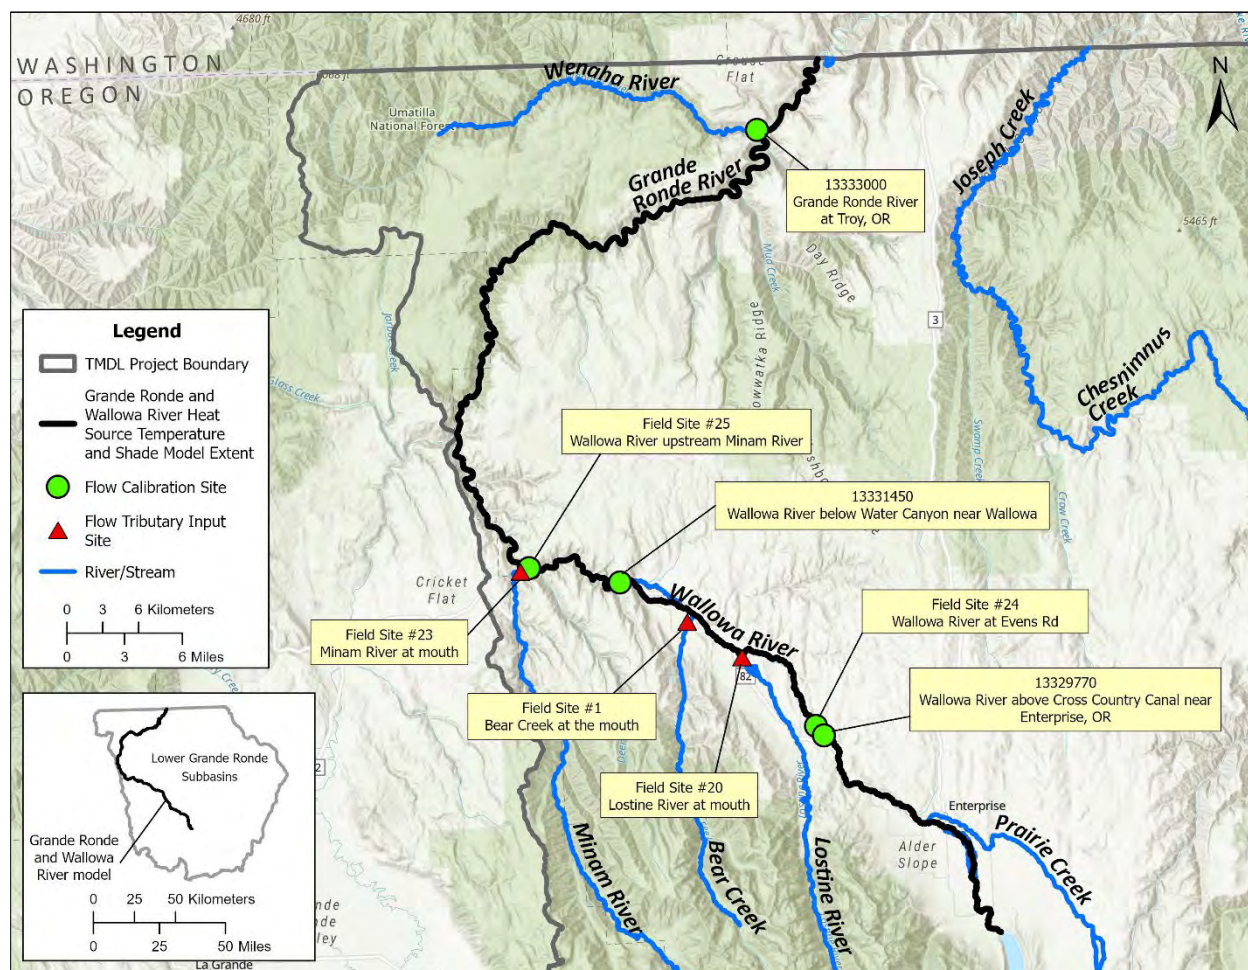 4680 ft
WASHINGTON
OREGON
Wenaha River
Flat
N
Umatilla
National Forest
Joseph Creek
Grande
Ronde River
13333000
Grande Ronde River
at Troy, OR
5465 ft
Mud Creek
Day Ridge
3
Legend
TMDL Project Boundary
Grande Ronde and
Wallowa River Heat
Source Temperature
and Shade Model Extent
Flow Calibration Site
Flow Tributary Input
Site
River/Stream
0 3 6 Kilometers
0 3 6 Miles
Chesnimnus
Creek
Field Site #25
Wallowa River upstream Minam River
Swamp Creek
Crow Creek
13331450
Wallowa River below Water Canyon near Wallowa
Cricket
Flat
Wallowa River
Field Site #24
Wallowa River at Evens Rd
Field Site #23
Minam River at mouth
82
13329770
Wallowa River above Cross Country Canal near
Enterprise, OR
Field Site #1
Bear Creek at the mouth
Field Site #20
Lostine River at mouth
Lower Grande Ronde
Subbasins
Grande Ronde
and Wallowa
River model
0 25 50 Kilometers
0 25 50 Miles
Enterprise
Alder
Slope
Prairie Creek
Minam River
Bear Creek
Lostine River
La Grande